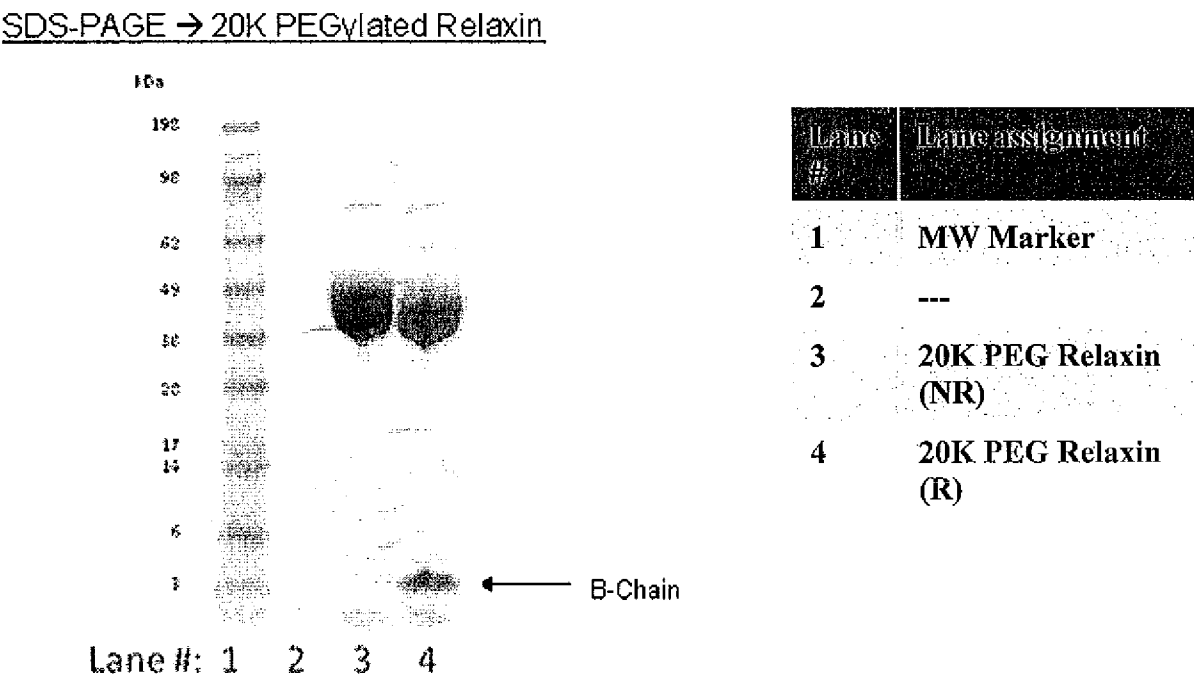 SDS-PAGE → 20K PEGylated Relaxin
kDa
198
98
62
49
38
28
17
14
6
3
B-Chain
Lane #: 1 2 3 4
Lane # Lane assignment
1 MW Marker
2 ---
3 20K PEG Relaxin
(NR)
4 20K PEG Relaxin
(R)